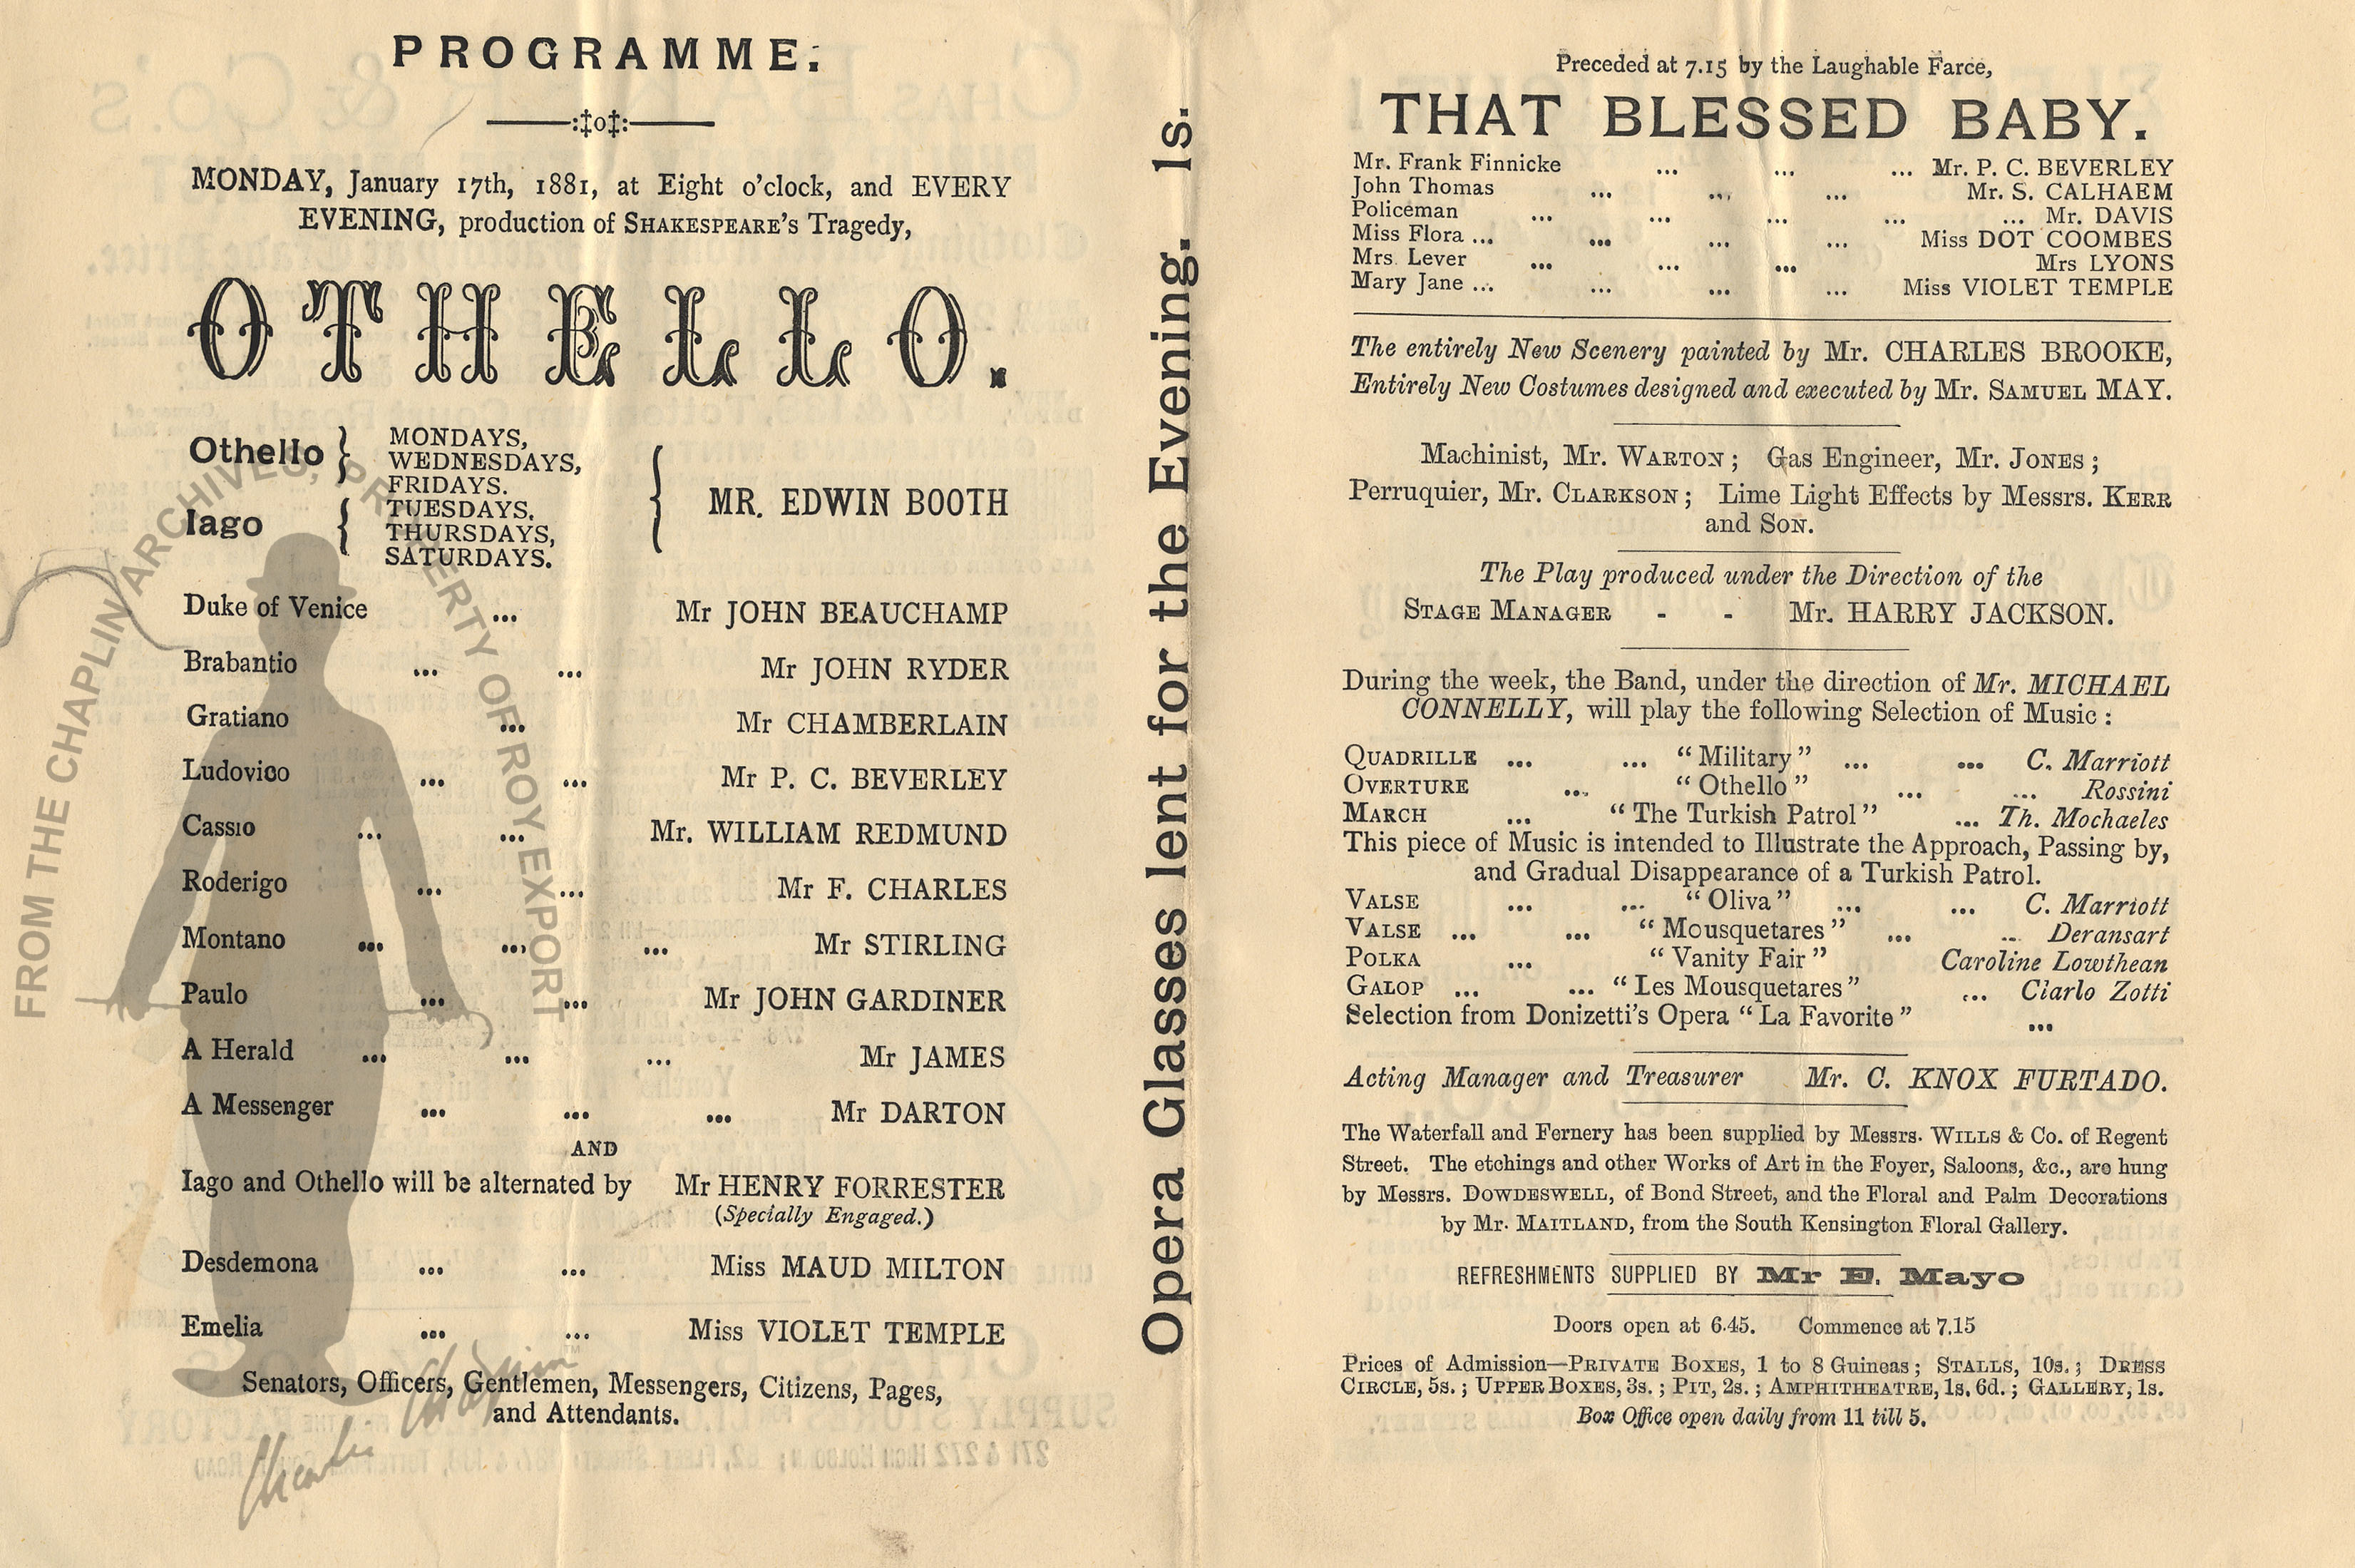 PROGRAMME.
MONDAY, January 17th, 1881, at Eight o'clock, and EVERY
EVENING, production of SHAKESPEARE's Tragedy,
OTHELLO.
Othello } MONDAYS, WEDNESDAYS, FRIDAYS.
Iago { TUESDAYS. THURSDAYS, SATURDAYS.
{ MR. EDWIN BOOTH
Duke of Venice ... Mr JOHN BEAUCHAMP
Brabantio ... ... Mr JOHN RYDER
Gratiano ... Mr CHAMBERLAIN
Ludovico ... ... Mr P. C. BEVERLEY
Cassio ... ... Mr. WILLIAM REDMUND
Roderigo ... ... Mr F. CHARLES
Montano ... ... ... Mr STIRLING
Paulo ... ... Mr JOHN GARDINER
A Herald ... ... ... Mr JAMES
A Messenger ... ... ... Mr DARTON
AND
Iago and Othello will be alternated by Mr HENRY FORRESTER
(Specially Engaged.)
Desdemona ... ... Miss MAUD MILTON
Emelia ... ... Miss VIOLET TEMPLE
Senators, Officers, Gentlemen, Messengers, Citizens, Pages,
and Attendants.
FROM THE CHAPLIN ARCHIVES, PROPERTY OF ROY EXPORT
Charles Chaplin
Opera Glasses lent for the Evening. 1s.
Preceded at 7.15 by the Laughable Farce,
THAT BLESSED BABY.
Mr. Frank Finnicke ... ... ... Mr. P. C. BEVERLEY
John Thomas ... ... ... Mr. S. CALHAEM
Policeman ... ... ... ... ... Mr. DAVIS
Miss Flora ... ... ... ... Miss DOT COOMBES
Mrs. Lever ... ... ... Mrs LYONS
Mary Jane ... ... ... ... Miss VIOLET TEMPLE
The entirely New Scenery painted by Mr. CHARLES BROOKE,
Entirely New Costumes designed and executed by Mr. SAMUEL MAY.
Machinist, Mr. WARTON; Gas Engineer, Mr. JONES;
Perruquier, Mr. CLARKSON; Lime Light Effects by Messrs. KERR
and SON.
The Play produced under the Direction of the
STAGE MANAGER - - Mr. HARRY JACKSON.
During the week, the Band, under the direction of Mr. MICHAEL
CONNELLY, will play the following Selection of Music:
QUADRILLE ... ... "Military" ... ... C. Marriott
OVERTURE ... "Othello" ... ... Rossini
MARCH ... "The Turkish Patrol" ... Th. Mochaeles
This piece of Music is intended to Illustrate the Approach, Passing by,
and Gradual Disappearance of a Turkish Patrol.
VALSE ... ... "Oliva" ... ... C. Marriott
VALSE ... ... "Mousquetares" ... ... Deransart
POLKA ... "Vanity Fair" Caroline Lowthean
GALOP ... ... "Les Mousquetares" ... Ciarlo Zotti
Selection from Donizetti's Opera "La Favorite" ...
Acting Manager and Treasurer Mr. C. KNOX FURTADO.
The Waterfall and Fernery has been supplied by Messrs. WILLS & Co. of Regent
Street. The etchings and other Works of Art in the Foyer, Saloons, &c., are hung
by Messrs. DOWDESWELL, of Bond Street, and the Floral and Palm Decorations
by Mr. MAITLAND, from the South Kensington Floral Gallery.
REFRESHMENTS SUPPLIED BY Mr E. Mayo
Doors open at 6.45. Commence at 7.15
Prices of Admission—PRIVATE BOXES, 1 to 8 Guineas; STALLS, 10s.; DRESS
CIRCLE, 5s.; UPPER BOXES, 3s.; PIT, 2s.; AMPHITHEATRE, 1s. 6d.; GALLERY, 1s.
Box Office open daily from 11 till 5.